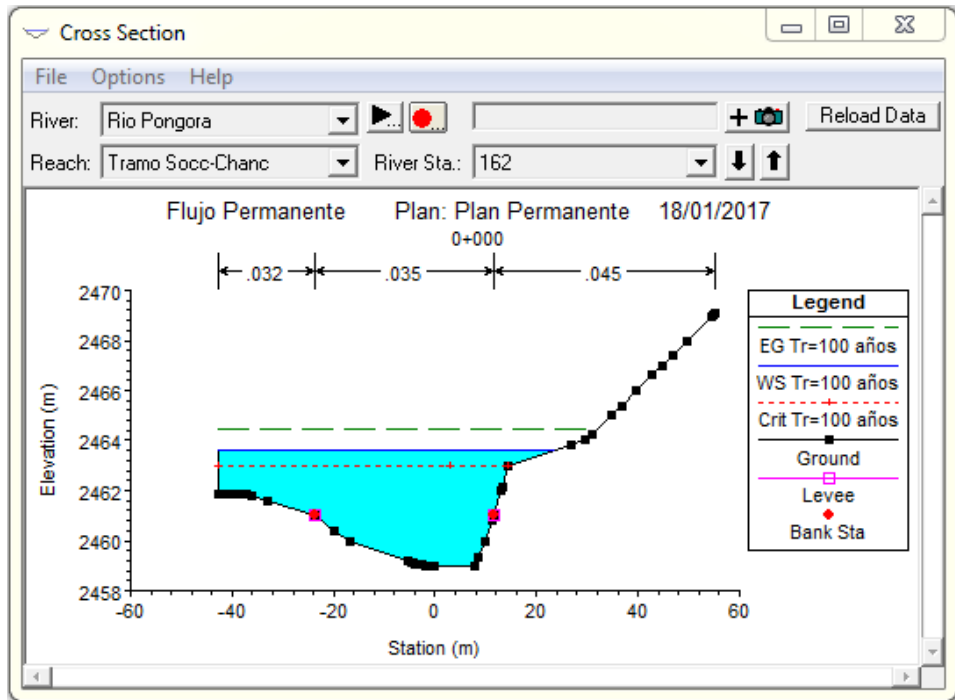 Cross Section
File Options Help
River: Rio Pongora
Reload Data
Reach: Tramo Socc-Chanc River Sta.: 162
Flujo Permanente Plan: Plan Permanente 18/01/2017
0+000
.032 .035 .045
2470
2468
2466
2464
2462
2460
2458
-60 -40 -20 0 20 40 60
Elevation (m)
Station (m)
Legend
EG Tr=100 años
WS Tr=100 años
Crit Tr=100 años
Ground
Levee
Bank Sta